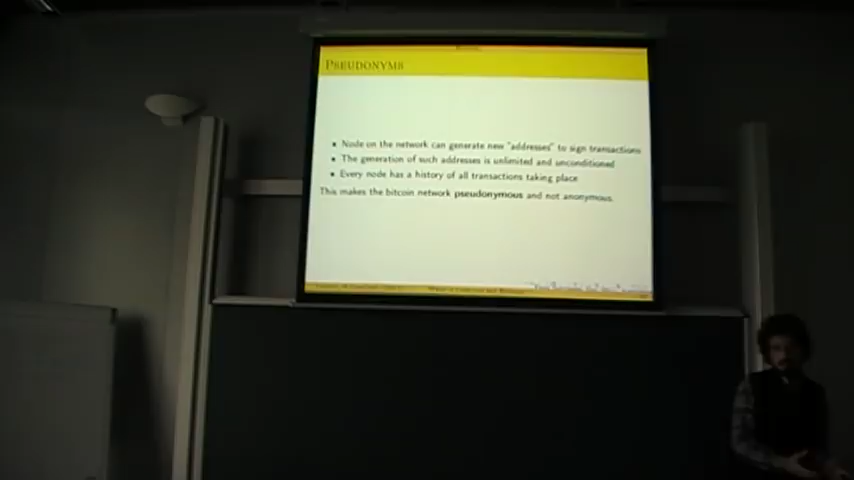 PSEUDONYMS
Node on the network can generate new "addresses" to sign transactions
The generation of such addresses is unlimited and unconditioned
Every node has a history of all transactions taking place
This makes the bitcoin network pseudonymous and not anonymous.